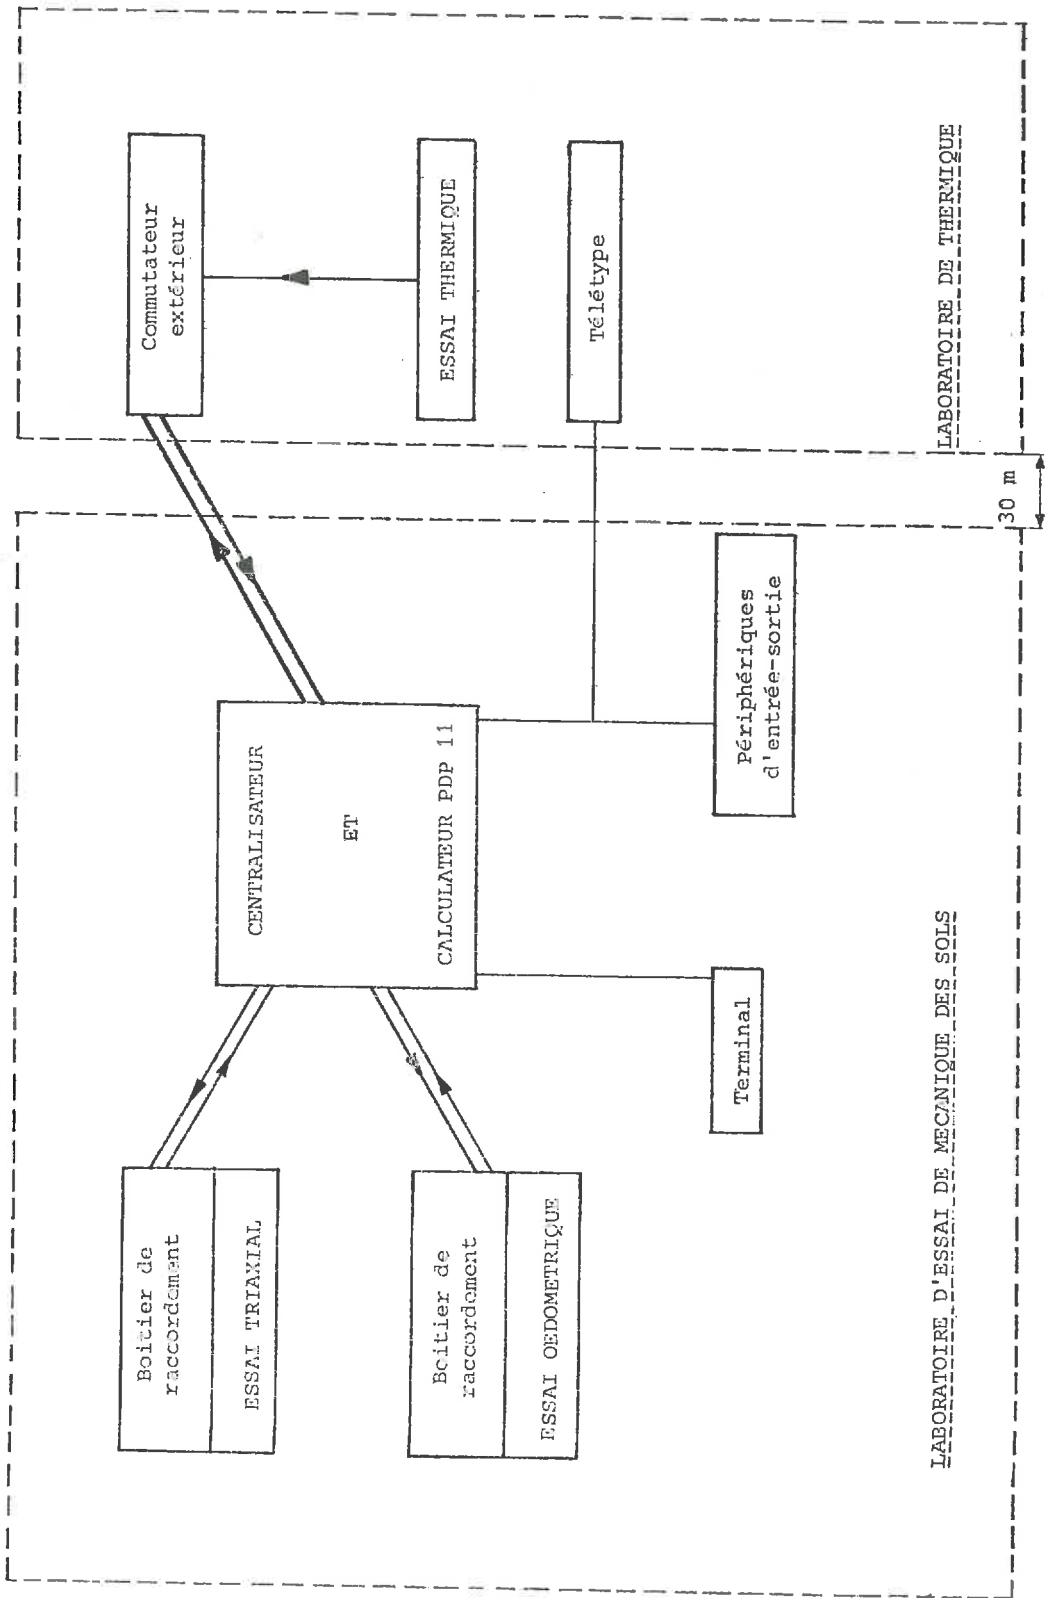 Boitier de
raccordement
ESSAI TRIAXIAL
Boitier de
raccordement
ESSAI OEDOMETRIQUE
CENTRALISATEUR
ET
CALCULATEUR PDP 11
Terminal
Périphériques
d'entrée-sortie
LABORATOIRE D'ESSAI DE MECANIQUE DES SOLS
30 m
Commutateur
extérieur
ESSAI THERMIQUE
Télétype
LABORATOIRE DE THERMIQUE